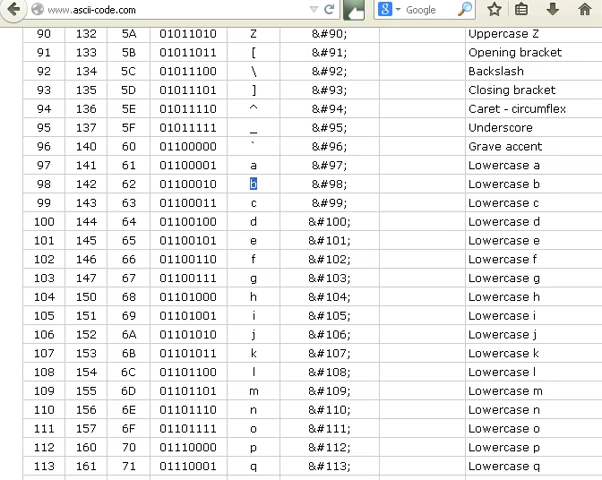 www.ascii-code.com Google
90 132 5A 01011010 Z &#90; Uppercase Z
91 133 5B 01011011 [ &#91; Opening bracket
92 134 5C 01011100 \ &#92; Backslash
93 135 5D 01011101 ] &#93; Closing bracket
94 136 5E 01011110 ^ &#94; Caret - circumflex
95 137 5F 01011111 _ &#95; Underscore
96 140 60 01100000 ` &#96; Grave accent
97 141 61 01100001 a &#97; Lowercase a
98 142 62 01100010 b &#98; Lowercase b
99 143 63 01100011 c &#99; Lowercase c
100 144 64 01100100 d &#100; Lowercase d
101 145 65 01100101 e &#101; Lowercase e
102 146 66 01100110 f &#102; Lowercase f
103 147 67 01100111 g &#103; Lowercase g
104 150 68 01101000 h &#104; Lowercase h
105 151 69 01101001 i &#105; Lowercase i
106 152 6A 01101010 j &#106; Lowercase j
107 153 6B 01101011 k &#107; Lowercase k
108 154 6C 01101100 l &#108; Lowercase l
109 155 6D 01101101 m &#109; Lowercase m
110 156 6E 01101110 n &#110; Lowercase n
111 157 6F 01101111 o &#111; Lowercase o
112 160 70 01110000 p &#112; Lowercase p
113 161 71 01110001 q &#113; Lowercase q